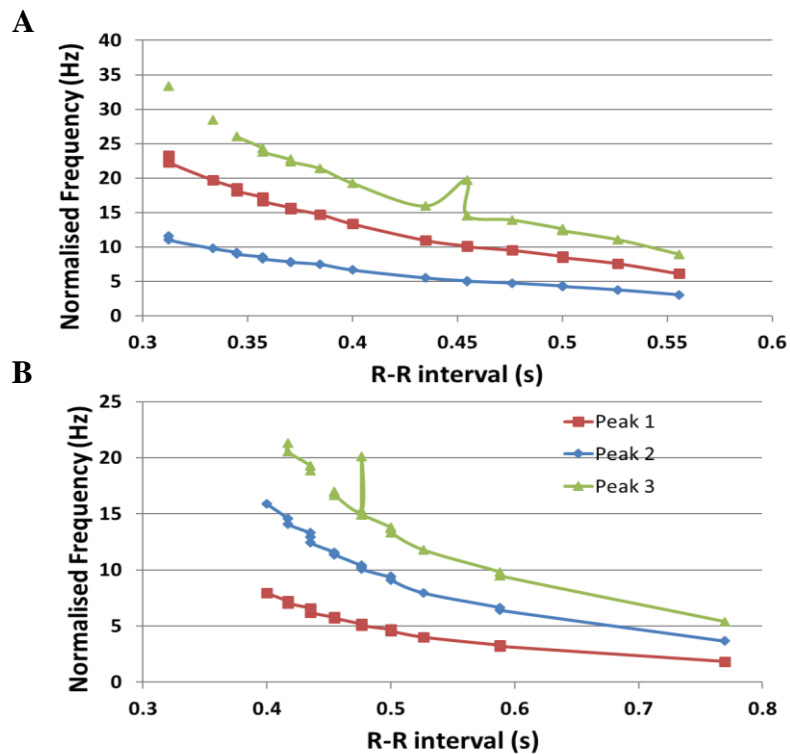 A
Normalised Frequency (Hz)
40
35
30
25
20
15
10
5
0
0.3 0.35 0.4 0.45 0.5 0.55 0.6
R-R interval (s)
B
Normalised Frequency (Hz)
25
20
15
10
5
0
Peak 1
Peak 2
Peak 3
0.3 0.4 0.5 0.6 0.7 0.8
R-R interval (s)